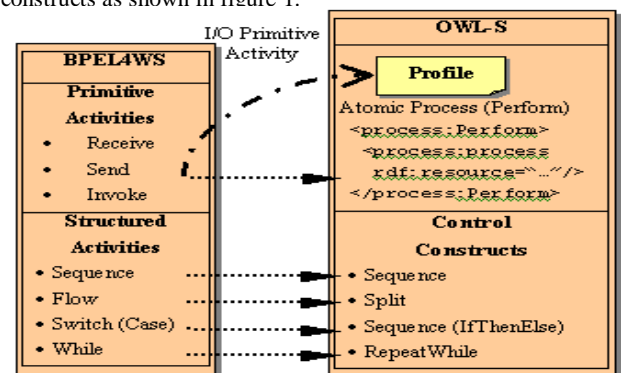 constructs as shown in figure 1.
I/O Primitive
Activity
BPEL4WS
Primitive
Activities
• Receive
• Send
• Invoke
Structured
Activities
• Sequence
• Flow
• Switch (Case)
• While
OWL-S
Profile
Atomic Process (Perform)
<process:Perform>
<process:process
rdf:resource="…"/>
</process:Perform>
Control
Constructs
• Sequence
• Split
• Sequence (IfThenElse)
• RepeatWhile